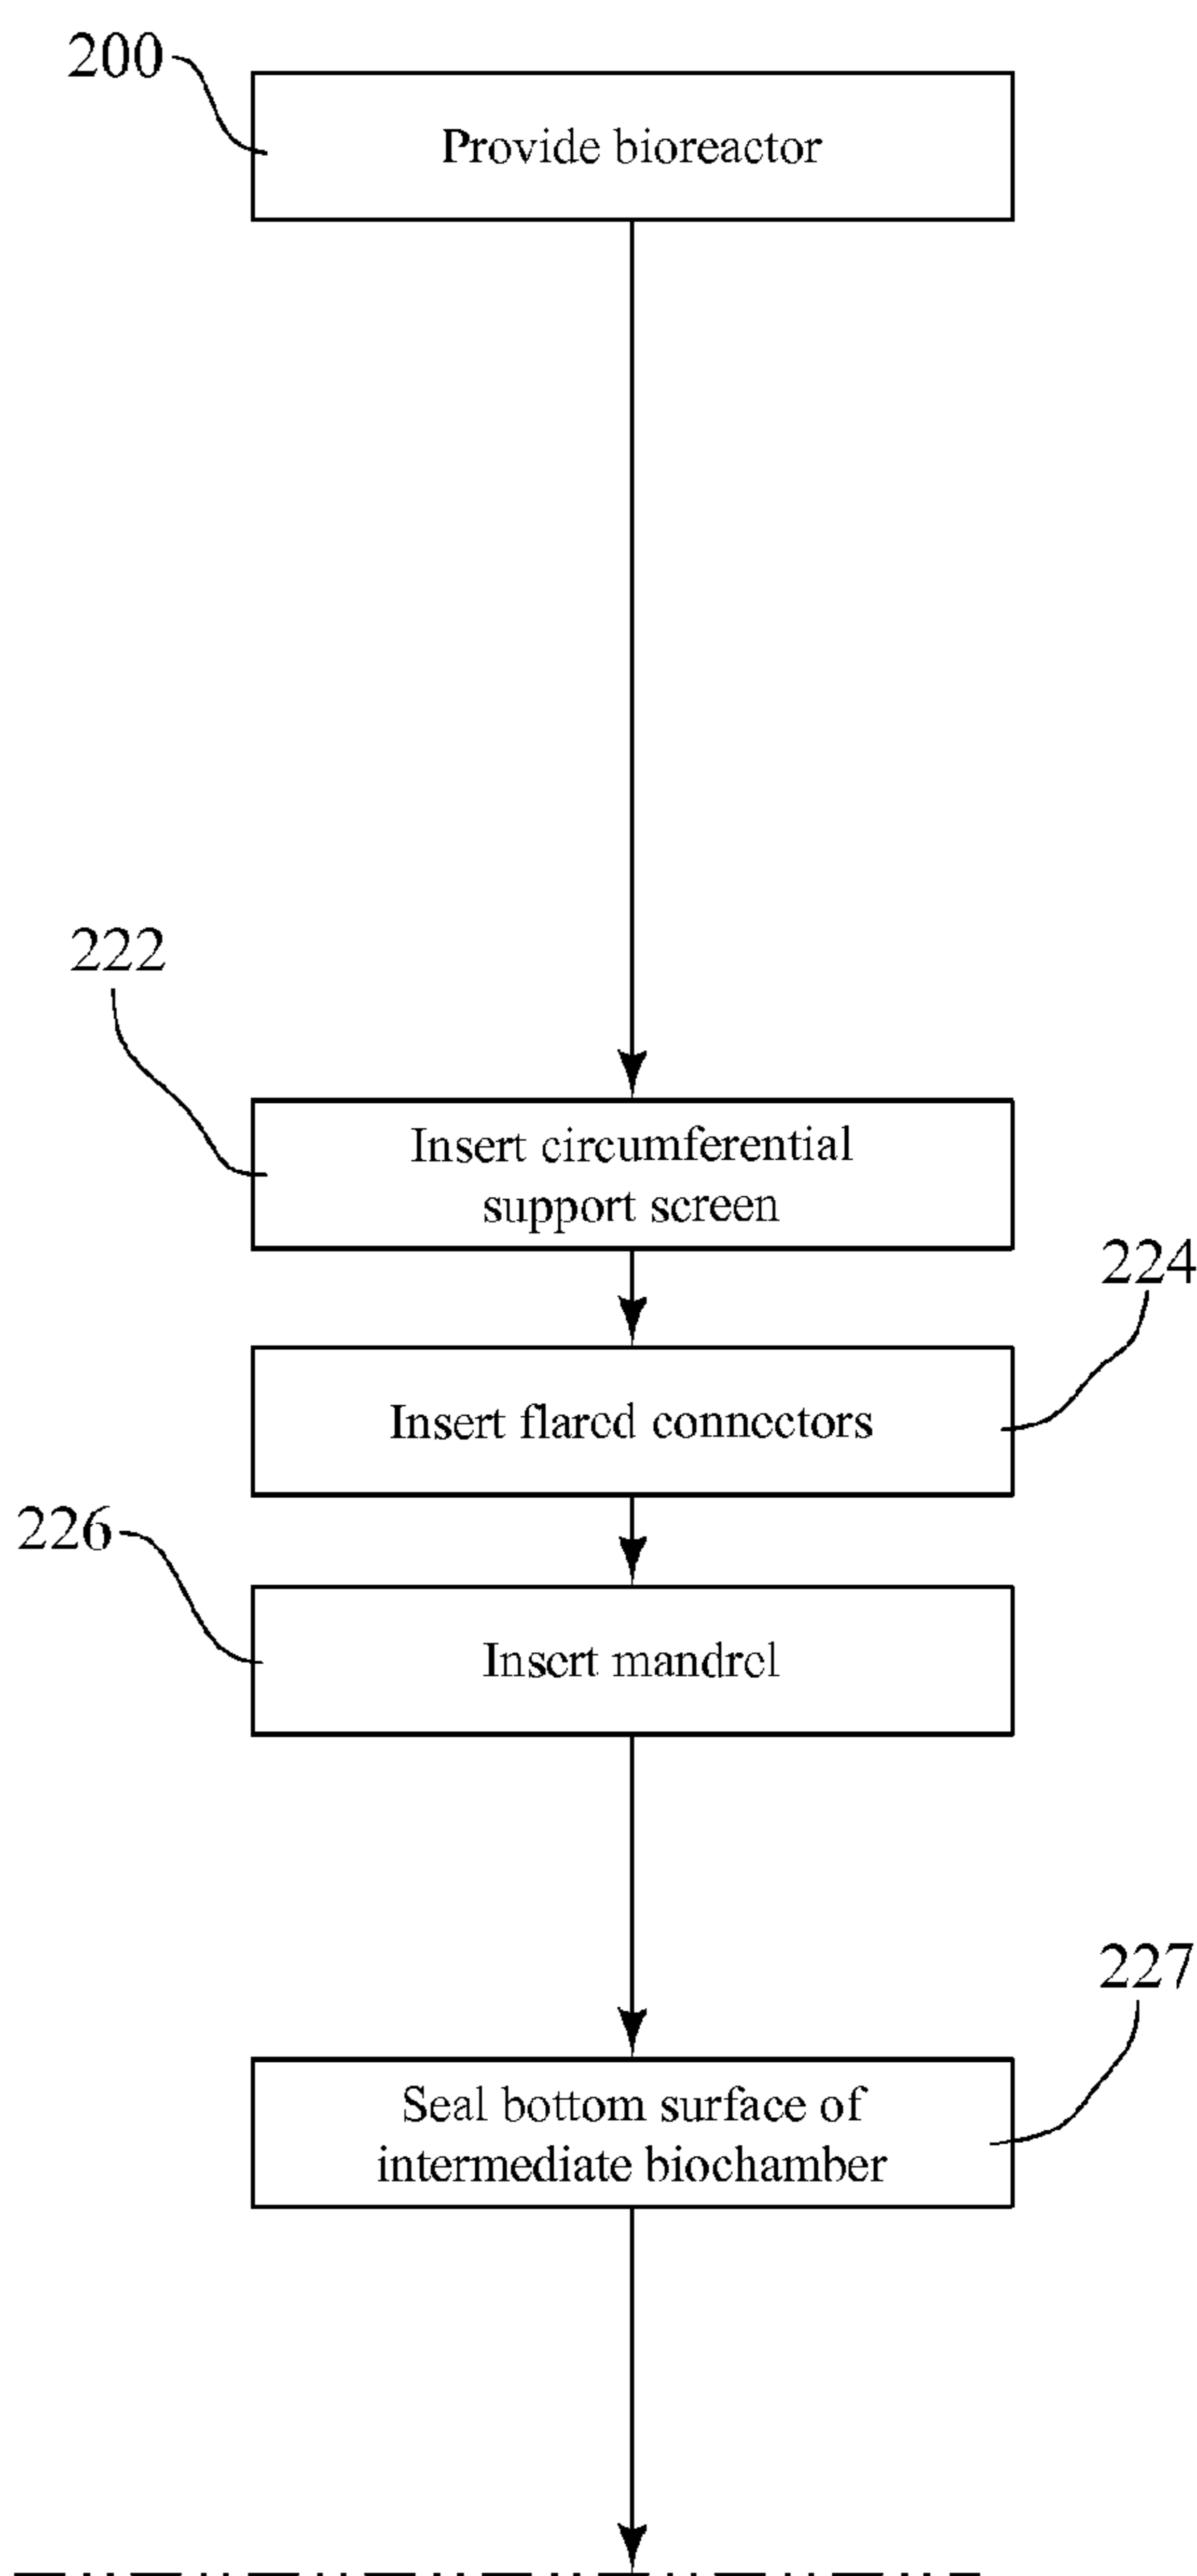 200
Provide bioreactor
222
Insert circumferential
support screen
224
Insert flared connectors
226
Insert mandrel
227
Seal bottom surface of
intermediate biochamber